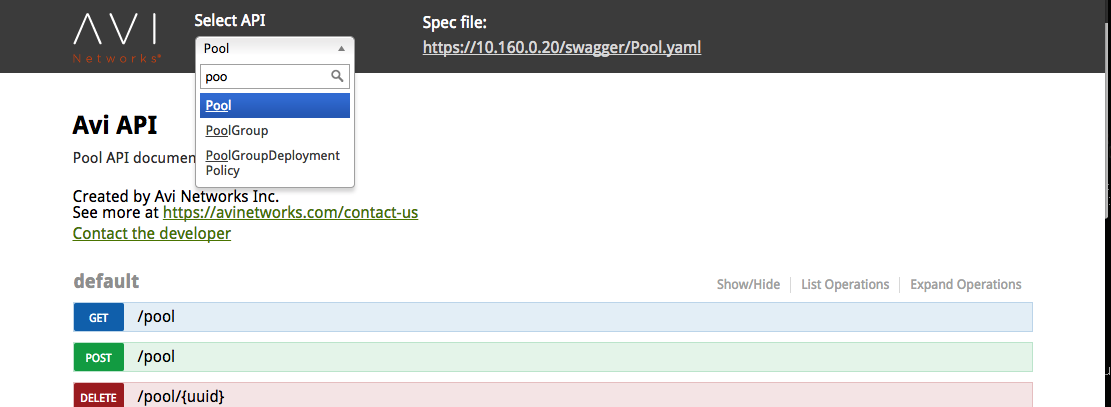 AVI
Networks
Select API
Spec file:
Pool
https://10.160.0.20/swagger/Pool.yaml
poo
Pool
PoolGroup
PoolGroupDeployment
Policy
Avi API
Pool API documen
Created by Avi Networks Inc.
See more at https://avinetworks.com/contact-us
Contact the developer
default
Show/Hide
List Operations
Expand Operations
GET /pool
POST /pool
DELETE /pool/{uuid}